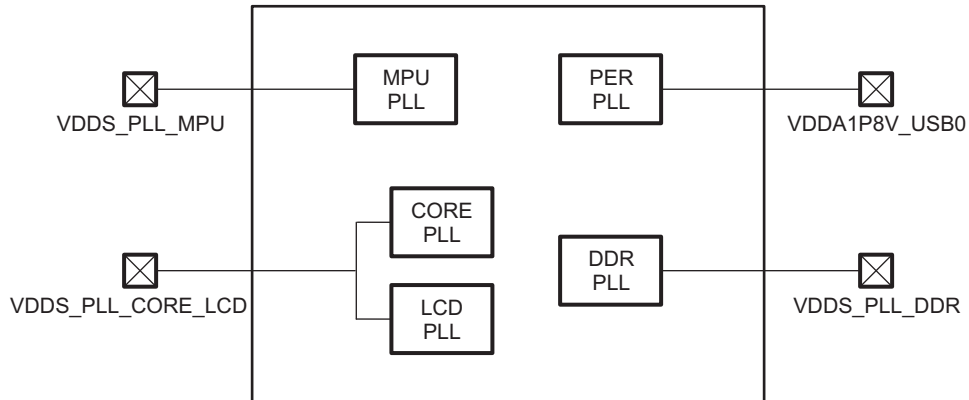 MPU
PLL
PER
PLL
VDDS_PLL_MPU
VDDA1P8V_USB0
CORE
PLL
DDR
PLL
VDDS_PLL_CORE_LCD
LCD
PLL
VDDS_PLL_DDR